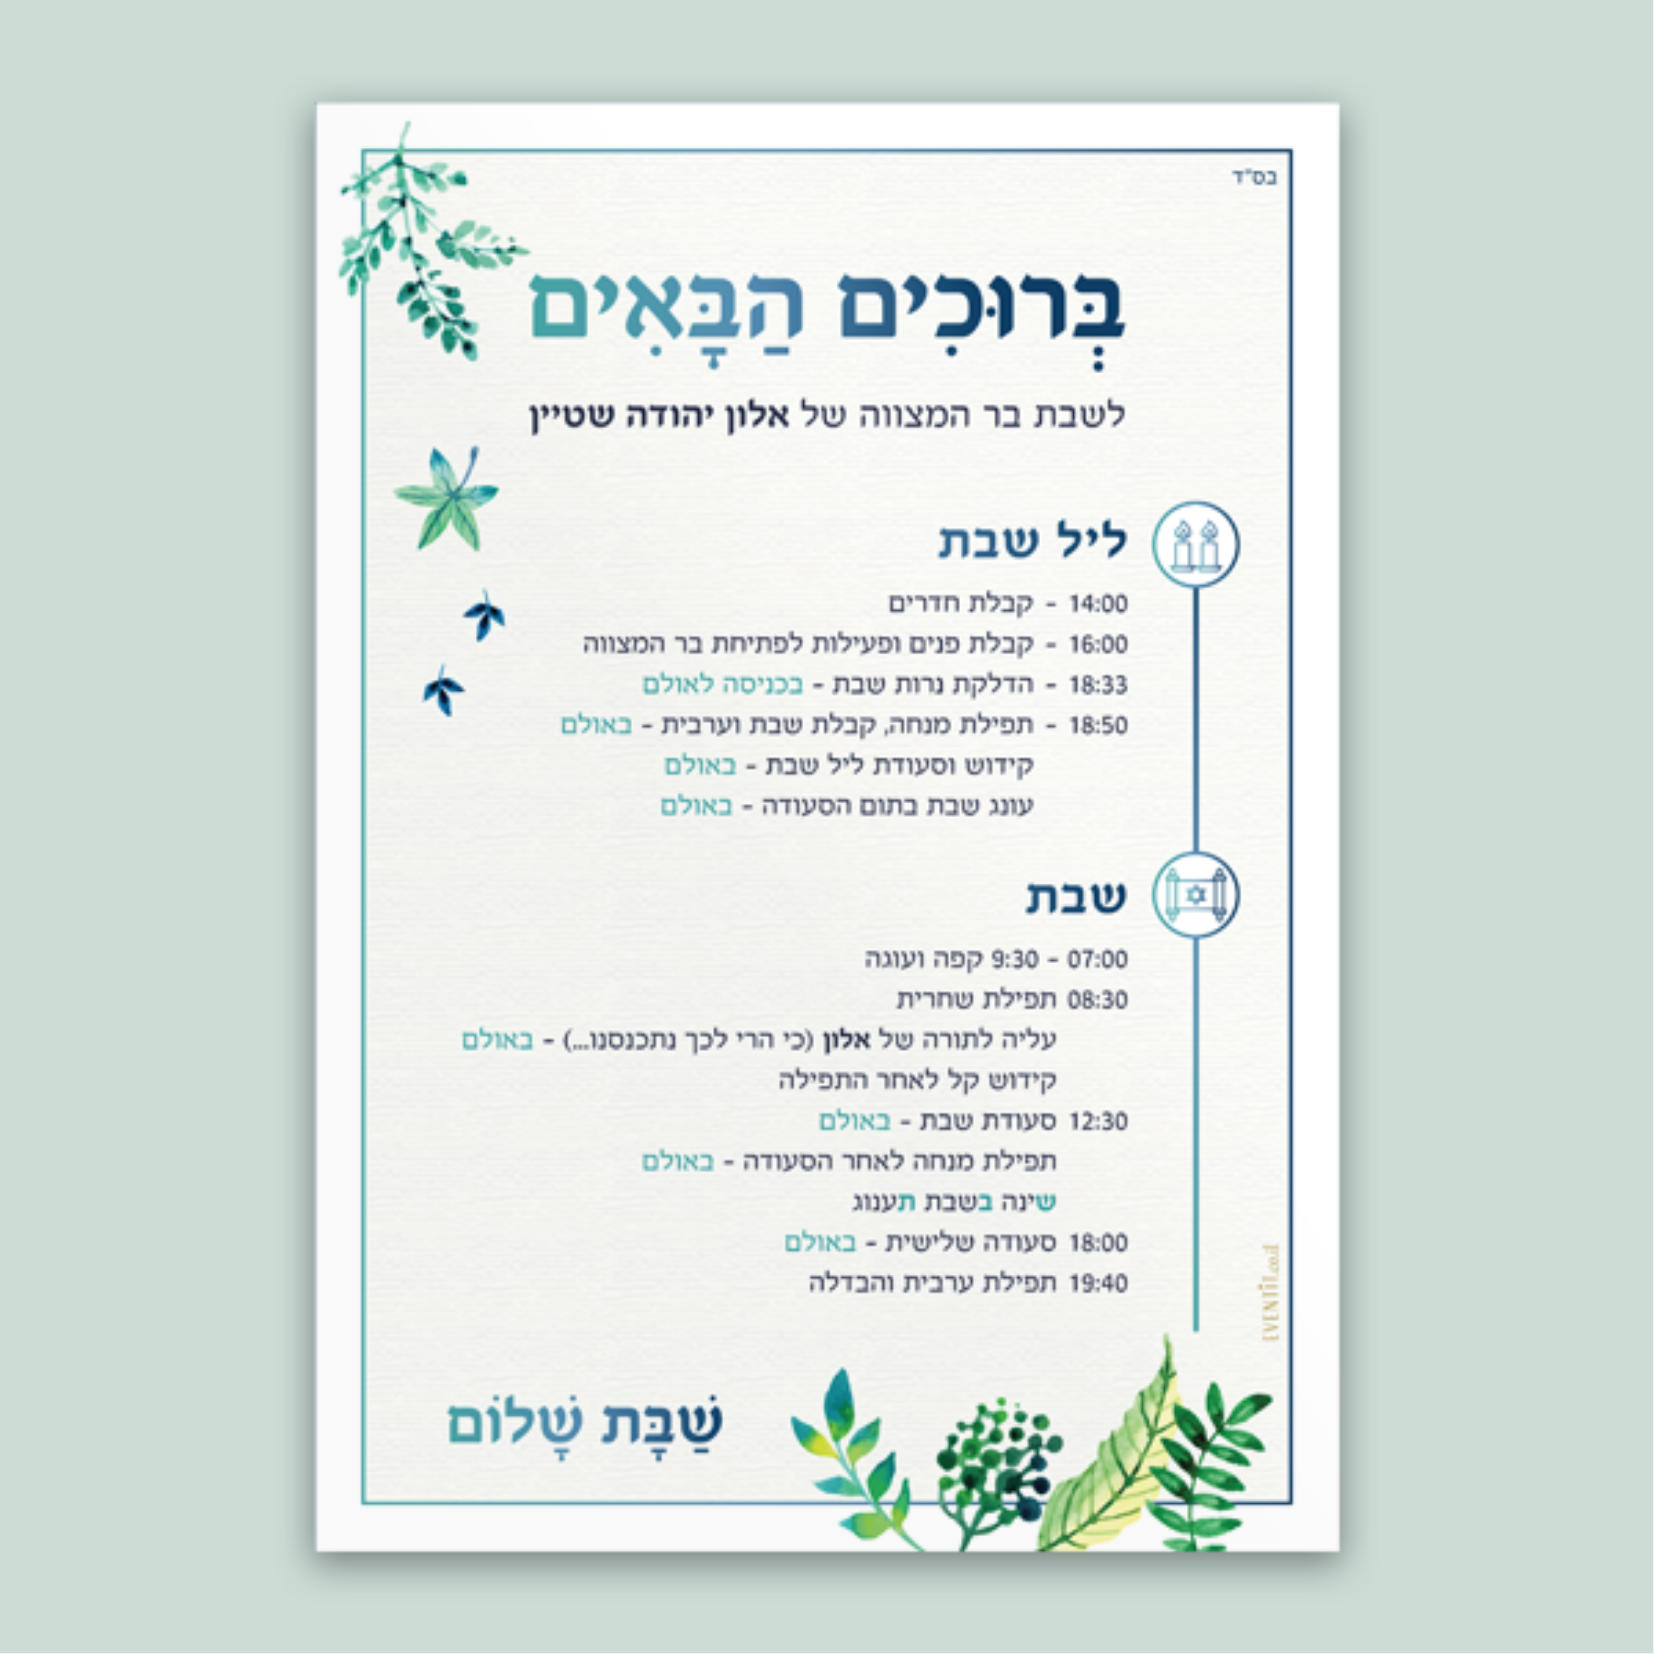 בס"ד
בְּרוּכִים הַבָּאִים
לשבת בר המצווה של אלון יהודה שטיין
ליל שבת
14:00 - קבלת חדרים
16:00 - קבלת פנים ופעילות לפתיחת בר המצווה
18:33 - הדלקת נרות שבת - בכניסה לאולם
18:50 - תפילת מנחה, קבלת שבת וערבית - באולם
קידוש וסעודת ליל שבת - באולם
עונג שבת בתום הסעודה - באולם
שבת
07:00 - 9:30 קפה ועוגה
08:30 תפילת שחרית
עליה לתורה של אלון (כי הרי לכך נתכנסנו...) - באולם
קידוש קל לאחר התפילה
12:30 סעודת שבת - באולם
תפילת מנחה לאחר הסעודה - באולם
שינה בשבת תענוג
18:00 סעודה שלישית - באולם
19:40 תפילת ערבית והבדלה
שַׁבָּת שָׁלוֹם
EVENTil.co.il